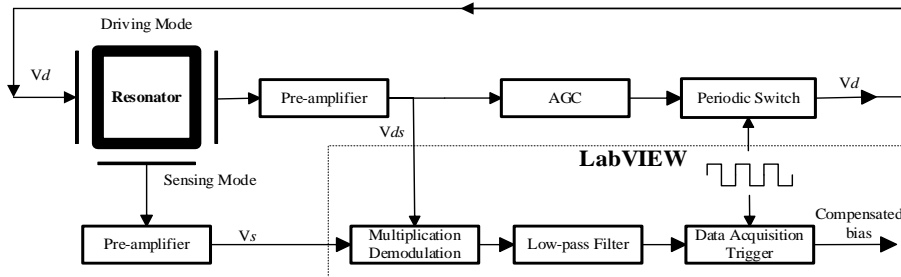 Driving Mode
Vd
Resonator
Pre-amplifier
AGC
Periodic Switch
Vd
Vds
LabVIEW
Sensing Mode
Pre-amplifier
Vs
Multiplication
Demodulation
Low-pass Filter
Data Acquisition
Trigger
Compensated
bias